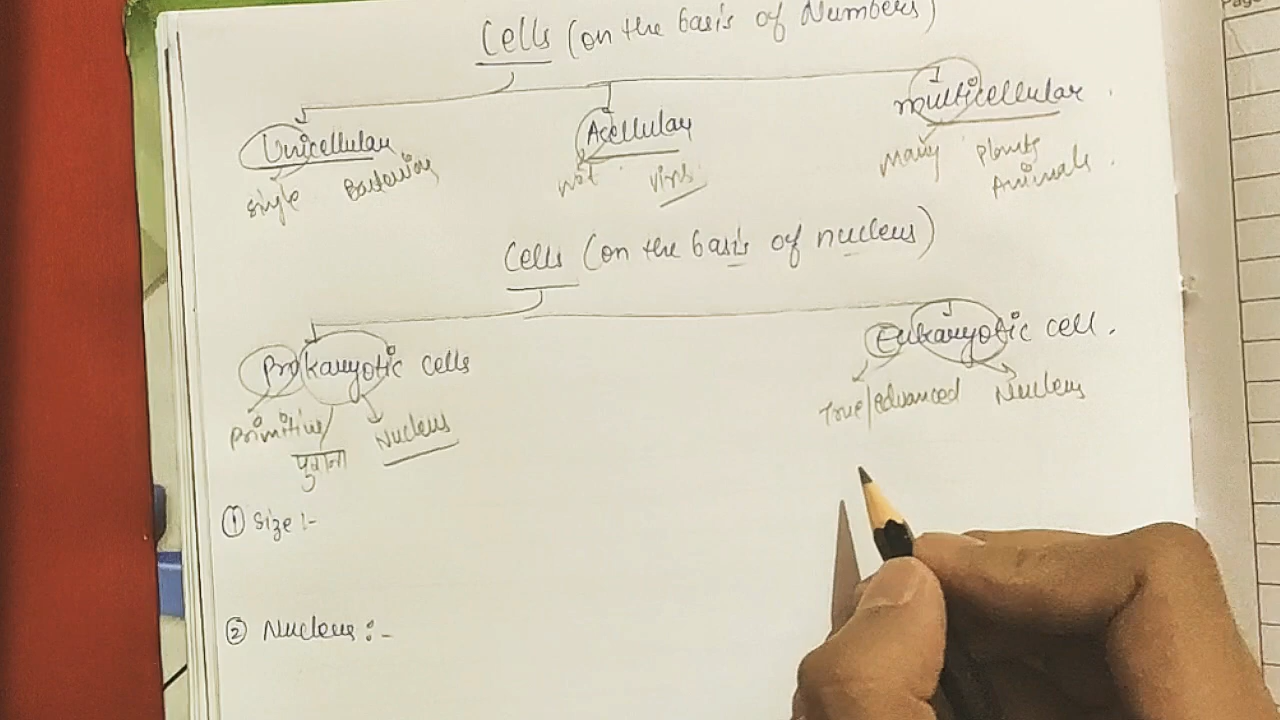 Cells (on the basis of Numbers)
Unicellular Acellular multicellular.
single Bacterias not virus many Plants
Animals.
Cells (on the basis of nucleus)
Prokaryotic cells Eukaryotic cell.
Primitive/ Nucleus True/advanced Nucleus
पुराना
① Size :-
② Nucleus :-